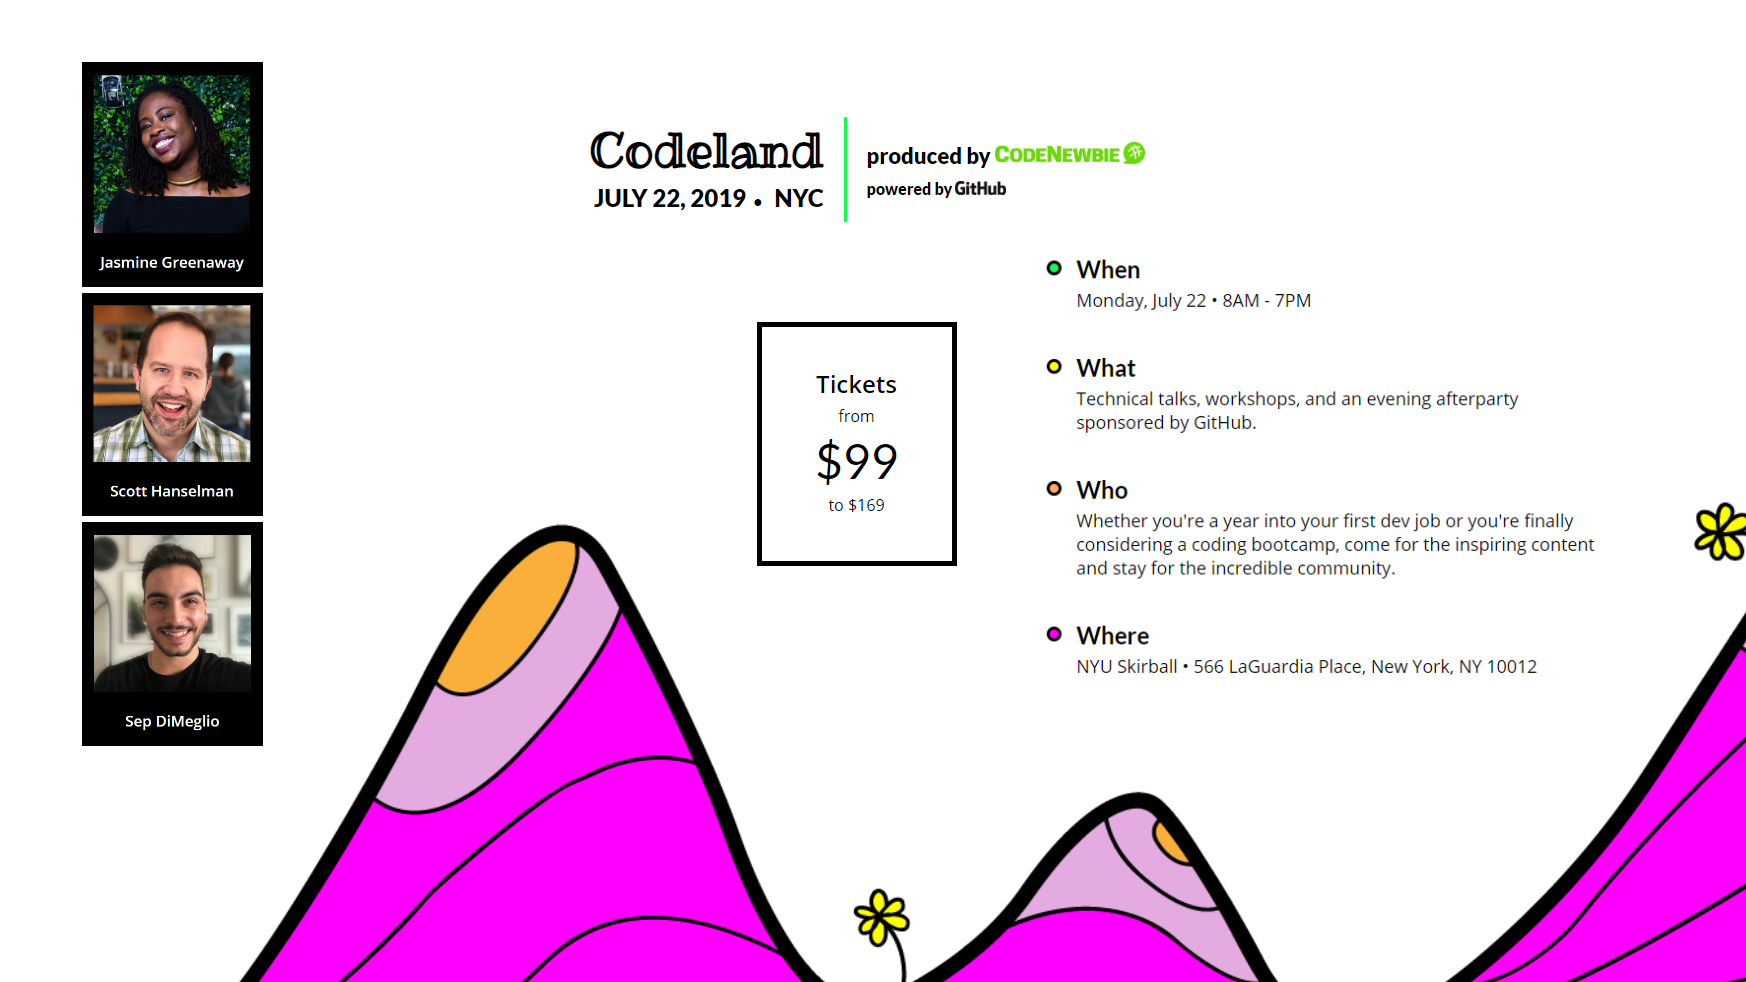 Jasmine Greenaway
Scott Hanselman
Sep DiMeglio
Codeland
JULY 22, 2019 • NYC
produced by CODENEWBIE
powered by GitHub
Tickets
from
$99
to $169
When
Monday, July 22 • 8AM - 7PM
What
Technical talks, workshops, and an evening afterparty
sponsored by GitHub.
Who
Whether you're a year into your first dev job or you're finally
considering a coding bootcamp, come for the inspiring content
and stay for the incredible community.
Where
NYU Skirball • 566 LaGuardia Place, New York, NY 10012